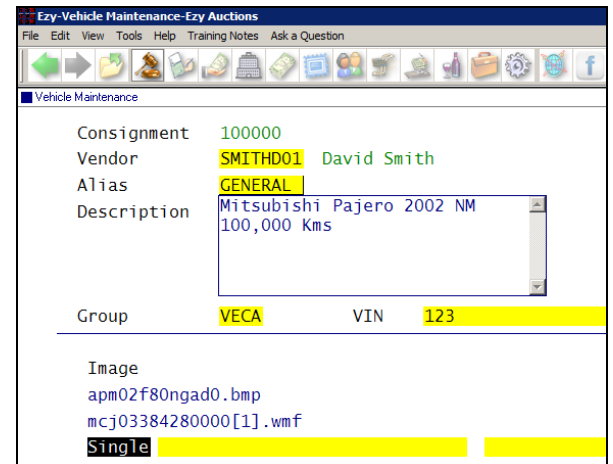 Ezy-Vehicle Maintenance-Ezy Auctions
File Edit View Tools Help Training Notes Ask a Question
f
Vehicle Maintenance
Consignment 100000
Vendor SMITHD01 David Smith
Alias GENERAL
Description Mitsubishi Pajero 2002 NM
100,000 Kms
Group VECA VIN 123
Image
apm02f80ngad0.bmp
mcj03384280000[1].wmf
Single